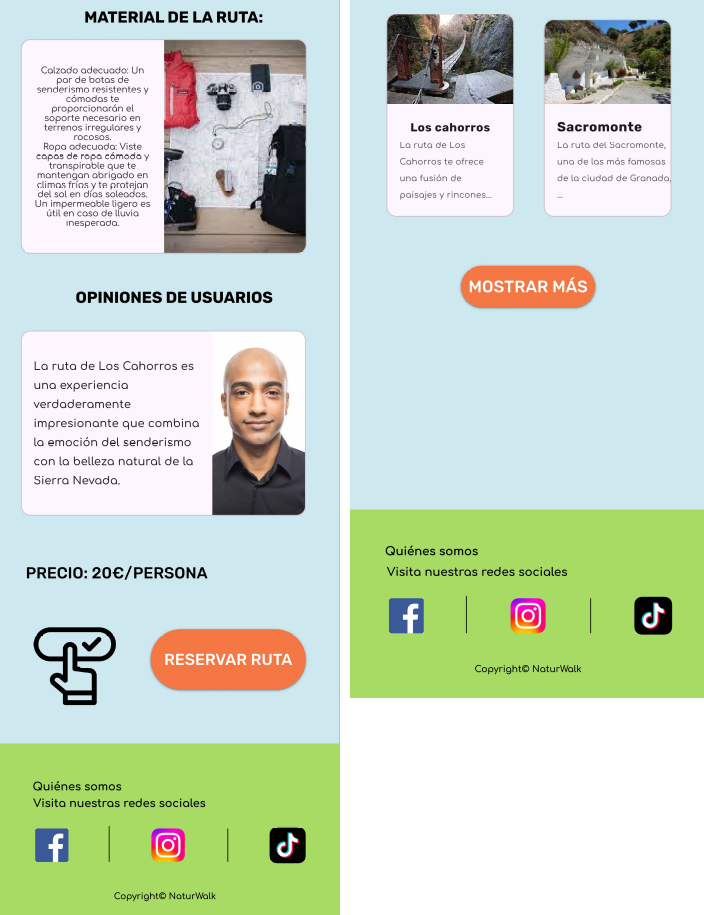 MATERIAL DE LA RUTA:
Calzado adecuado: Un
par de botas de
senderismo resistentes y
cómodas te
proporcionarán el
soporte necesario en
terrenos irregulares y
rocosos.
Ropa adecuada: Viste
capas de ropa cómoda y
transpirable que te
mantengan abrigado en
climas fríos y te protejan
del sol en días soleados.
Un impermeable ligero es
útil en caso de lluvia
inesperada.
OPINIONES DE USUARIOS
La ruta de Los Cahorros es
una experiencia
verdaderamente
impresionante que combina
la emoción del senderismo
con la belleza natural de la
Sierra Nevada.
PRECIO: 20€/PERSONA
RESERVAR RUTA
Quiénes somos
Visita nuestras redes sociales
Copyright© NaturWalk
Los cahorros
La ruta de Los
Cahorros te ofrece
una fusión de
paisajes y rincones...
Sacromonte
La ruta del Sacromonte,
una de las más famosas
de la ciudad de Granada,
...
MOSTRAR MÁS
Quiénes somos
Visita nuestras redes sociales
Copyright© NaturWalk